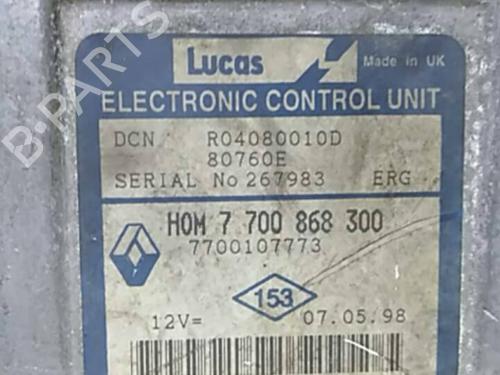 Lucas
Made in UK
ELECTRONIC CONTROL UNIT
DCN R04080010D
80760E
SERIAL No 267983 ERG
HOM 7 700 868 300
7700107773
153
12V= 07.05.98
B-PARTS